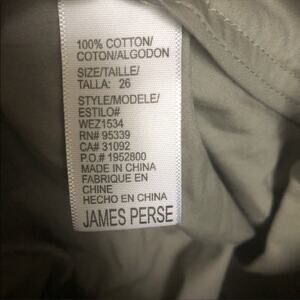 100% COTTON/
COTON/ALGODON
SIZE/TAILLE/
TALLA: 26
STYLE/MODELE/
ESTILO#
WEZ1534
RN# 95339
CA# 31092
P.O.# 1952800
MADE IN CHINA
FABRIQUE EN
CHINE
HECHO EN CHINA
JAMES PERSE